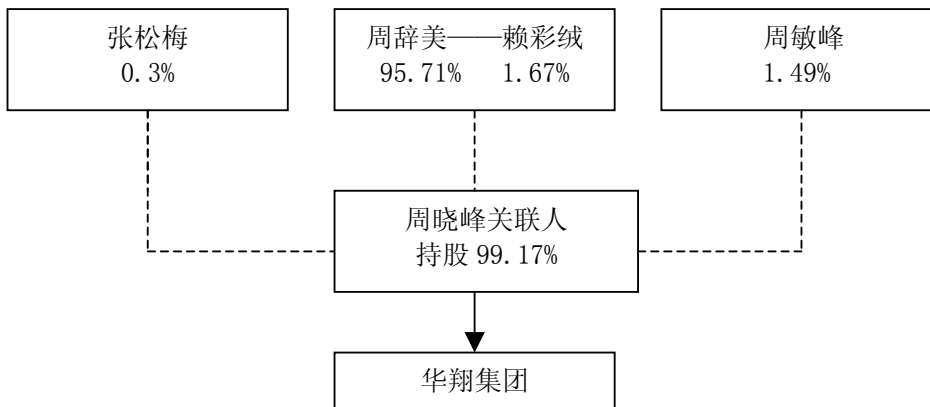 张松梅
0.3%
周辞美——赖彩绒
95.71% 1.67%
周敏峰
1.49%
周晓峰关联人
持股 99.17%
华翔集团